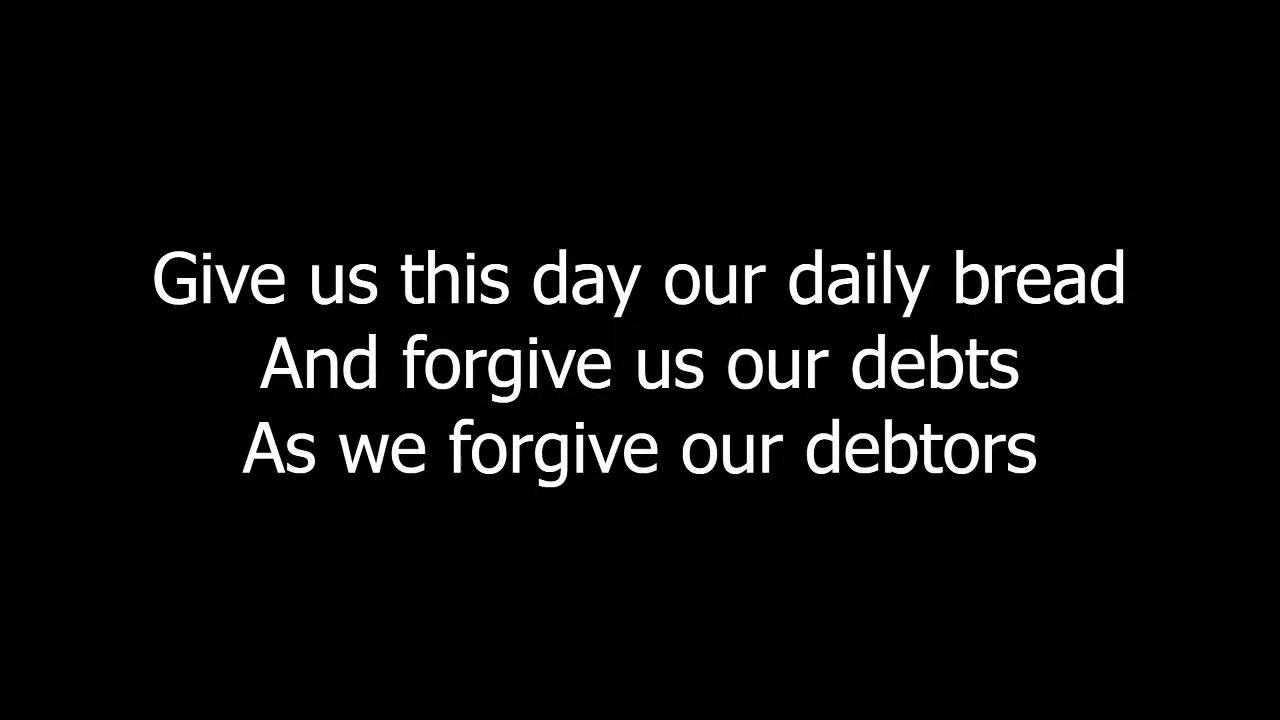 Give us this day our daily bread
And forgive us our debts
As we forgive our debtors